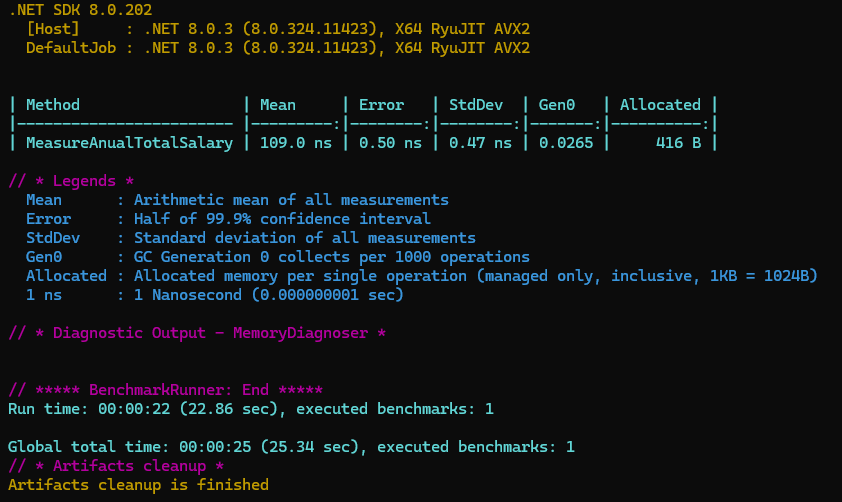 .NET SDK 8.0.202
  [Host]     : .NET 8.0.3 (8.0.324.11423), X64 RyuJIT AVX2
  DefaultJob : .NET 8.0.3 (8.0.324.11423), X64 RyuJIT AVX2
| Method                  | Mean     | Error   | StdDev  | Gen0   | Allocated |
|------------------------ |---------:|--------:|--------:|-------:|----------:|
| MeasureAnualTotalSalary | 109.0 ns | 0.50 ns | 0.47 ns | 0.0265 |     416 B |
// * Legends *
  Mean      : Arithmetic mean of all measurements
  Error     : Half of 99.9% confidence interval
  StdDev    : Standard deviation of all measurements
  Gen0      : GC Generation 0 collects per 1000 operations
  Allocated : Allocated memory per single operation (managed only, inclusive, 1KB = 1024B)
  1 ns      : 1 Nanosecond (0.000000001 sec)
// * Diagnostic Output - MemoryDiagnoser *
// ***** BenchmarkRunner: End *****
Run time: 00:00:22 (22.86 sec), executed benchmarks: 1
Global total time: 00:00:25 (25.34 sec), executed benchmarks: 1
// * Artifacts cleanup *
Artifacts cleanup is finished